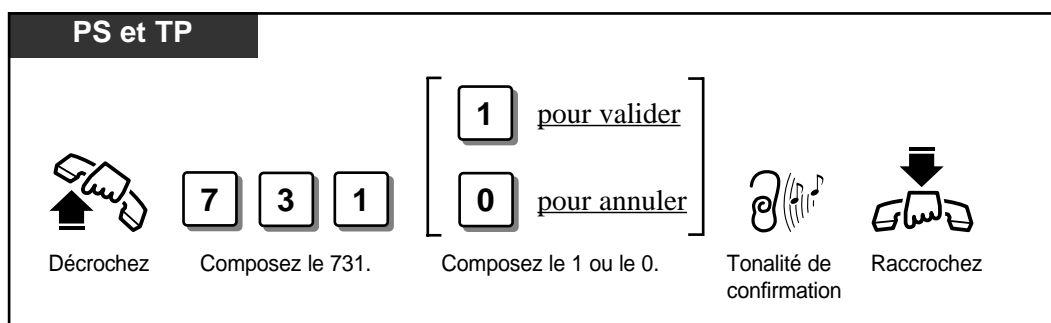 PS et TP
1 pour valider
7 3 1
0 pour annuler
Décrochez
Composez le 731.
Composez le 1 ou le 0.
Tonalité de
confirmation
Raccrochez